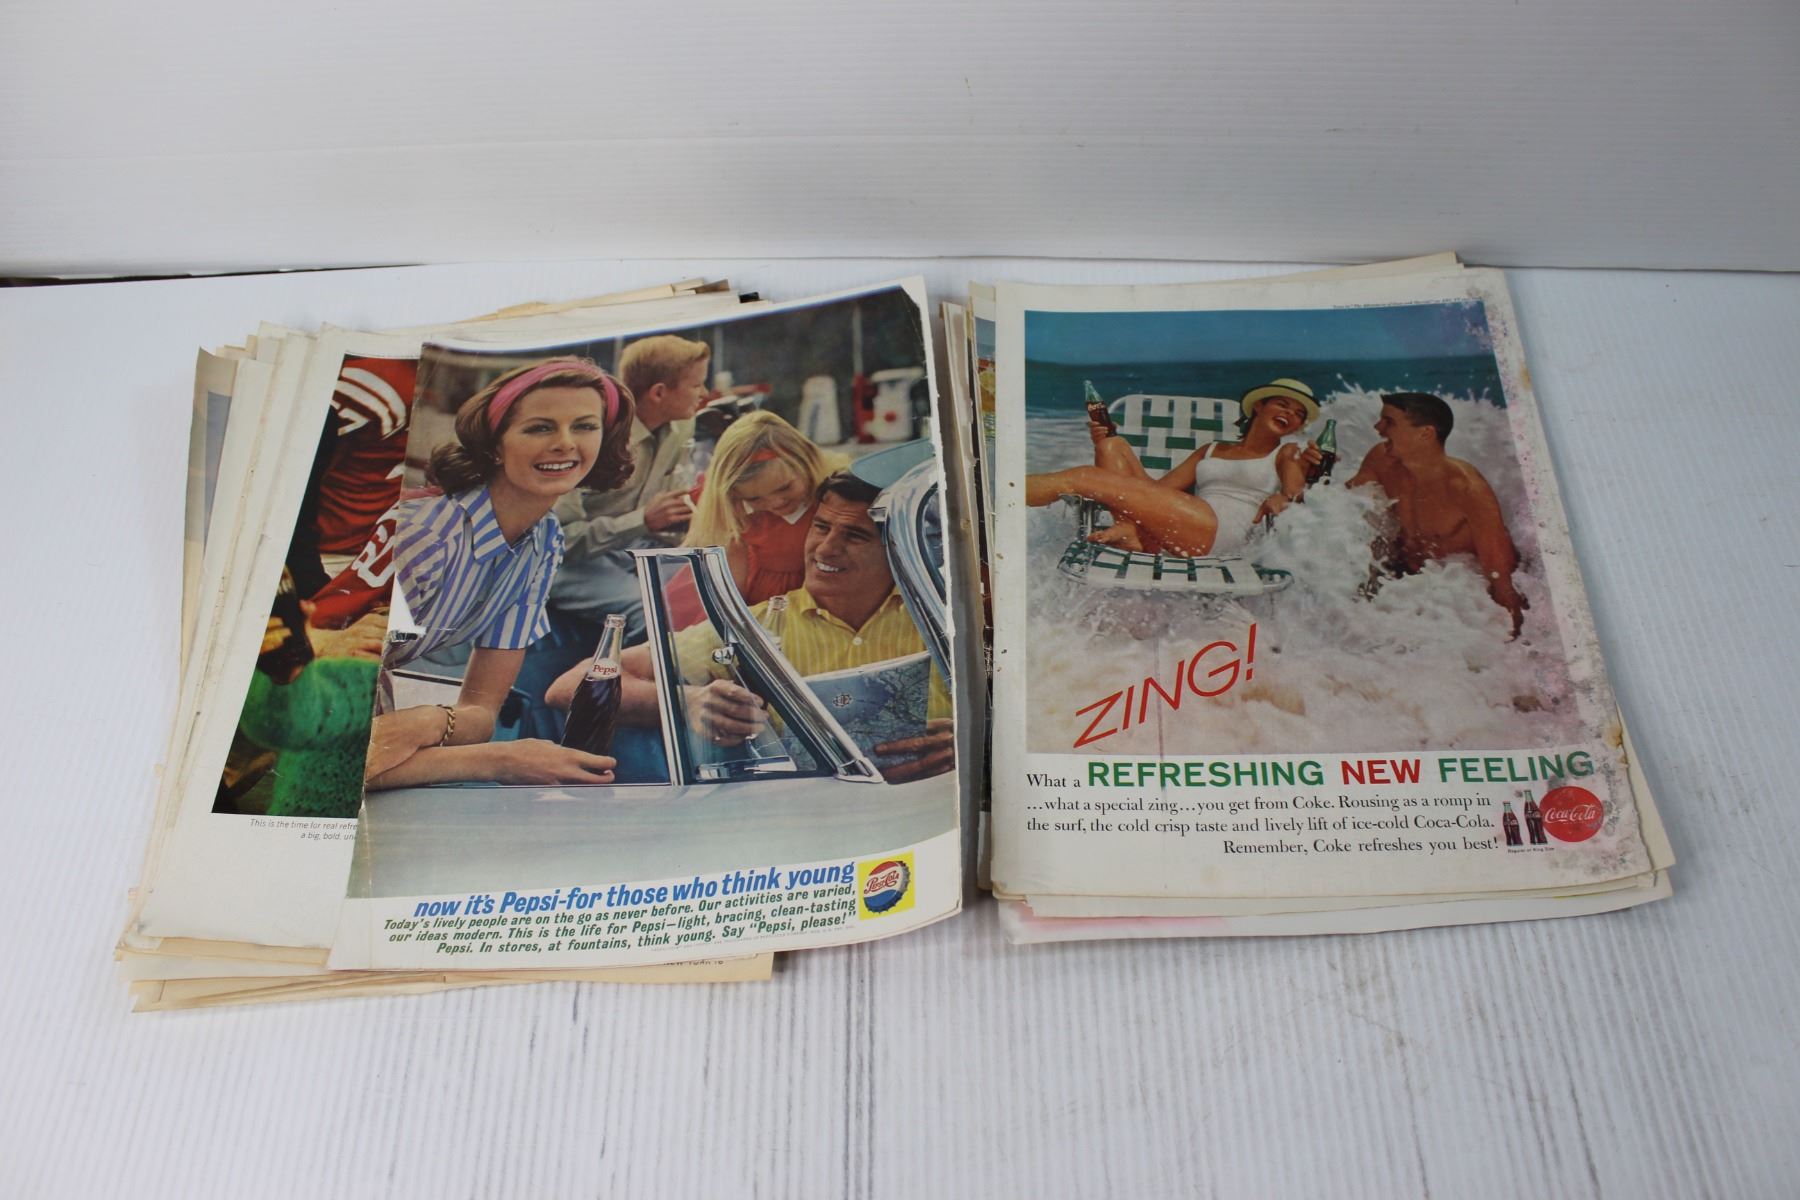 This is the time for real refre
a big, bold, un
Pepsi
now it's Pepsi-for those who think young
Today's lively people are on the go as never before. Our activities are varied,
our ideas modern. This is the life for Pepsi—light, bracing, clean-tasting
Pepsi. In stores, at fountains, think young. Say "Pepsi, please!"
Pepsi-Cola
ZING!
What a REFRESHING NEW FEELING
...what a special zing...you get from Coke. Rousing as a romp in
the surf, the cold crisp taste and lively lift of ice-cold Coca-Cola.
Remember, Coke refreshes you best!
Regular or King Size
Coca-Cola